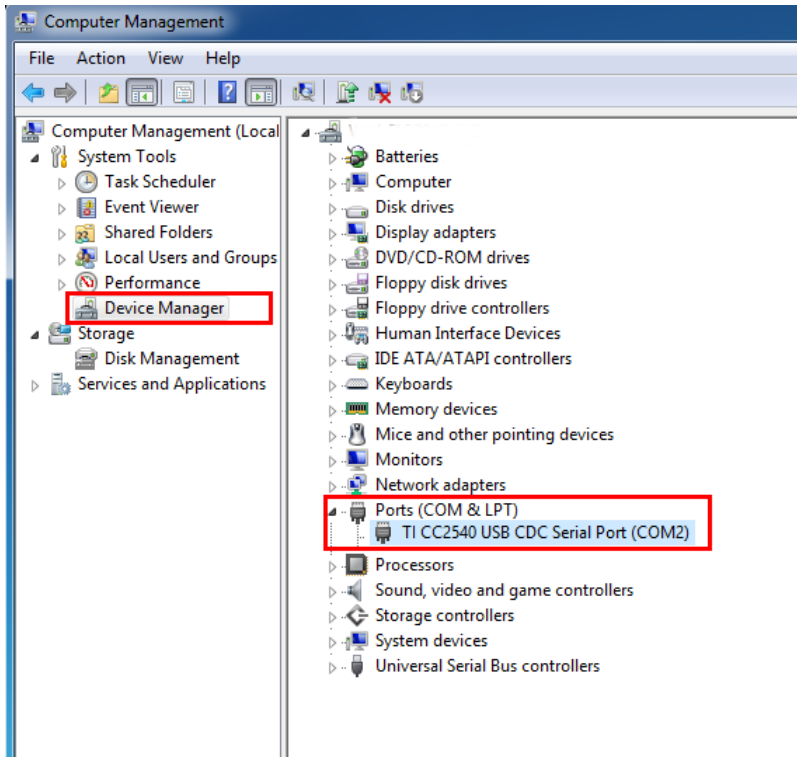 Computer Management
File Action View Help
Computer Management (Local
System Tools
Task Scheduler
Event Viewer
Shared Folders
Local Users and Groups
Performance
Device Manager
Storage
Disk Management
Services and Applications
Batteries
Computer
Disk drives
Display adapters
DVD/CD-ROM drives
Floppy disk drives
Floppy drive controllers
Human Interface Devices
IDE ATA/ATAPI controllers
Keyboards
Memory devices
Mice and other pointing devices
Monitors
Network adapters
Ports (COM & LPT)
TI CC2540 USB CDC Serial Port (COM2)
Processors
Sound, video and game controllers
Storage controllers
System devices
Universal Serial Bus controllers